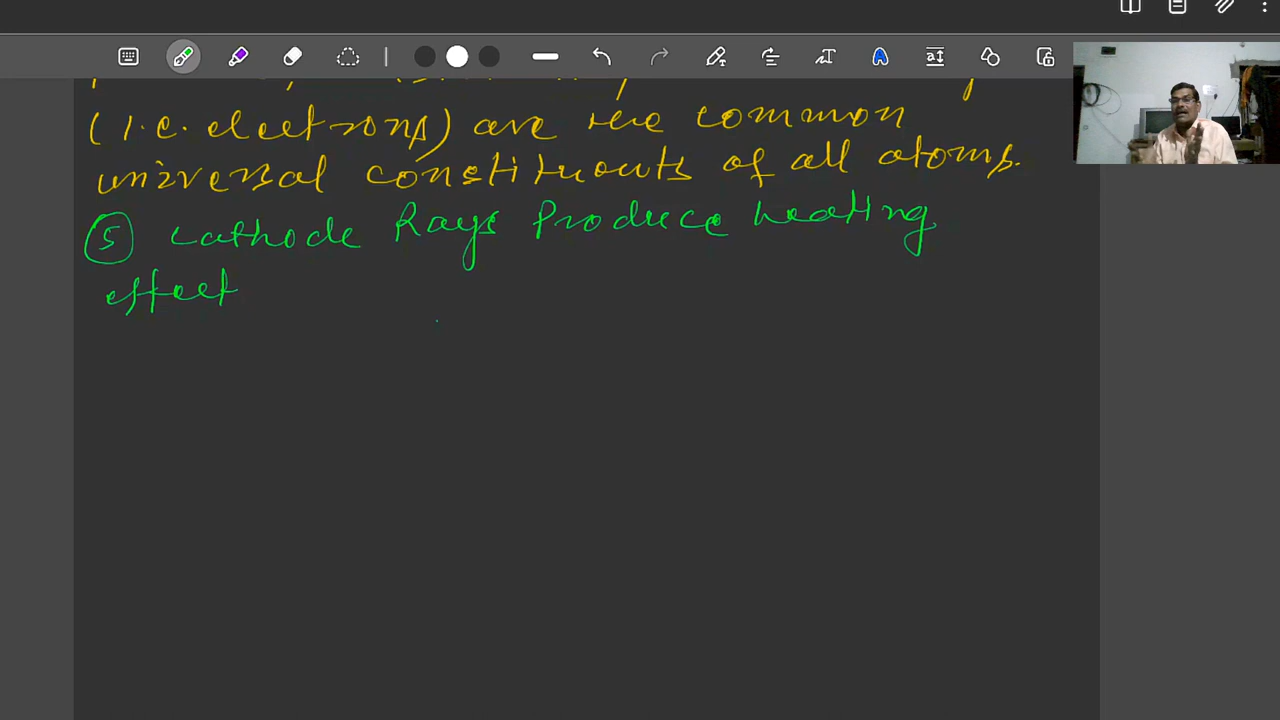 (i.e. electrons) are the common
universal constituents of all atoms.
⑤ Cathode Rays Produce heating
effect